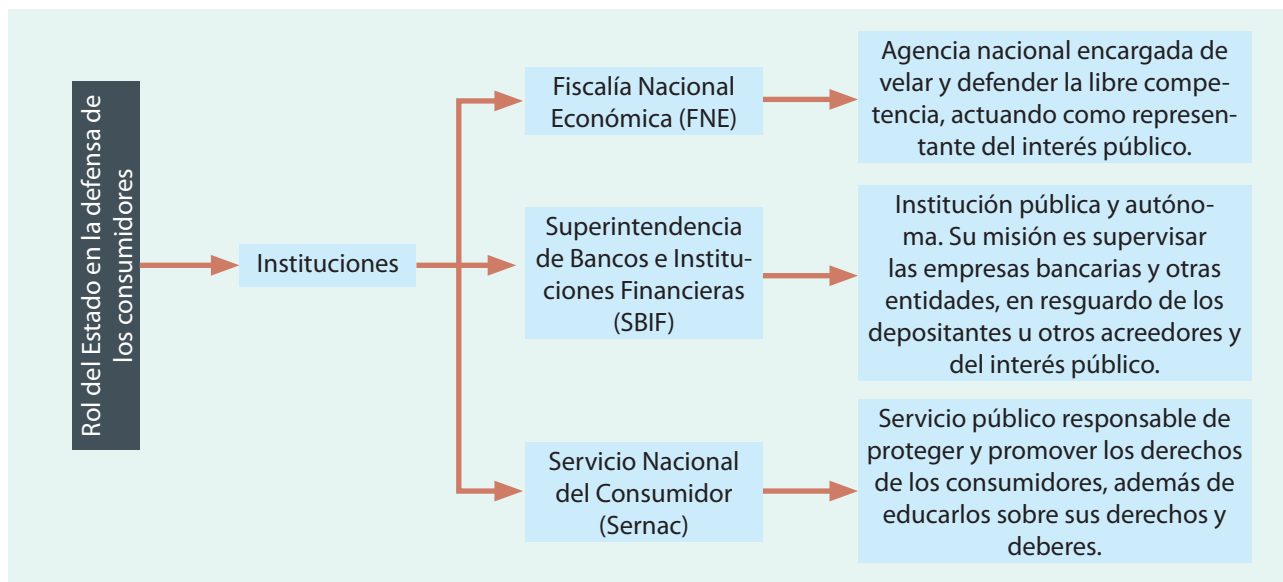 Rol del Estado en la defensa de
los consumidores
Instituciones
Fiscalía Nacional
Económica (FNE)
Agencia nacional encargada de
velar y defender la libre compe-
tencia, actuando como represen-
tante del interés público.
Superintendencia
de Bancos e Institu-
ciones Financieras
(SBIF)
Institución pública y autóno-
ma. Su misión es supervisar
las empresas bancarias y otras
entidades, en resguardo de los
depositantes u otros acreedores y
del interés público.
Servicio Nacional
del Consumidor
(Sernac)
Servicio público responsable de
proteger y promover los derechos
de los consumidores, además de
educarlos sobre sus derechos y
deberes.